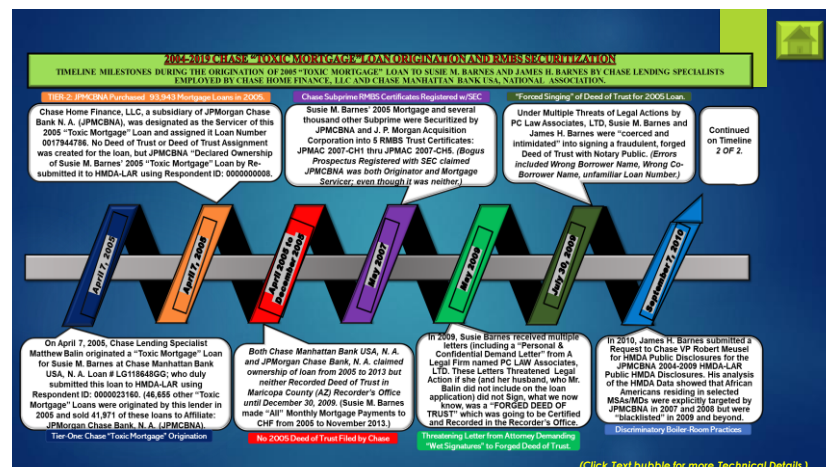 2004-2019 CHASE "TOXIC MORTGAGE" LOAN ORIGINATION AND RMBS SECURITIZATION
TIMELINE MILESTONES DURING THE ORIGINATION OF 2005 "TOXIC MORTGAGE" LOAN TO SUSIE M. BARNES AND JAMES H. BARNES BY CHASE LENDING SPECIALISTS
EMPLOYED BY CHASE HOME FINANCE, LLC AND CHASE MANHATTAN BANK USA, NATIONAL ASSOCIATION.
TIER-2: JPMCBNA Purchased 93,943 Mortgage Loans in 2005.
Chase Home Finance, LLC, a subsidiary of JPMorgan Chase
Bank N. A. (JPMCBNA), was designated as the Servicer of this
2005 "Toxic Mortgage" Loan and assigned it Loan Number
0017944786. No Deed of Trust or Deed of Trust Assignment
was created for the loan, but JPMCBNA "Declared Ownership
of Susie M. Barnes' 2005 "Toxic Mortgage" Loan by Re-
submitted it to HMDA-LAR using Respondent ID: 0000000008.
Chase Subprime RMBS Certificates Registered w/SEC
Susie M. Barnes' 2005 Mortgage and several
thousand other Subprime were Securitized by
JPMCBNA and J. P. Morgan Acquisition
Corporation into 5 RMBS Trust Certificates:
JPMAC 2007-CH1 thru JPMAC 2007-CH5. (Bogus
Prospectus Registered with SEC claimed
JPMCBNA was both Originator and Mortgage
Servicer; even though it was neither.)
"Forced Singing" of Deed of Trust for 2005 Loan.
Under Multiple Threats of Legal Actions by
PC Law Associates, LTD, Susie M. Barnes and
James H. Barnes were "coerced and
intimidated" into signing a fraudulent, forged
Deed of Trust with Notary Public. (Errors
included Wrong Borrower Name, Wrong Co-
Borrower Name, unfamiliar Loan Number.)
Continued
on Timeline
2 OF 2.
April 7, 2005
April 7, 2005
April 2005 to
December 2008
May 2007
May 2009
July 30, 2009
September 7, 2010
On April 7, 2005, Chase Lending Specialist
Matthew Balin originated a "Toxic Mortgage" Loan
for Susie M. Barnes at Chase Manhattan Bank
USA, N.A. Loan # LG118648GG; who duly
submitted this loan to HMDA-LAR using
Respondent ID: 0000023160. (46,655 other
"Toxic Mortgage" Loans were originated by this lender in
2005 and sold 41,971 of these loans to Affiliate:
JPMorgan Chase Bank, N. A. (JPMCBNA).
Tier-One: Chase "Toxic Mortgage" Origination
Both Chase Manhattan Bank USA, N. A.
and JPMorgan Chase Bank, N. A. claimed
ownership of loan from 2005 to 2013 but
neither Recorded Deed of Trust in
Maricopa County (AZ) Recorder's Office
until December 30, 2009. (Susie M. Barnes
made "All" Monthly Mortgage Payments to
CHF from 2005 to November 2013.)
No 2005 Deed of Trust Filed by Chase
In 2009, Susie Barnes received multiple
letters (including a "Personal &
Confidential Demand Letter" from A
Legal Firm named PC LAW Associates,
LTD. These Letters Threatened Legal
Action if she (and her husband, who Mr.
Balin did not include on the loan
application) did not Sign, what we now
know, was a "FORGED DEED OF
TRUST" which was going to be Certified
and Recorded in the Recorder's Office.
Threatening Letter from Attorney Demanding
"Wet Signatures" to Forged Deed of Trust.
In 2010, James H. Barnes submitted a
Request to Chase VP Robert Meusel
for HMDA Public Disclosures for the
JPMCBNA 2004-2009 HMDA-LAR
Public HMDA Disclosures. His analysis
of the HMDA Data showed that African
Americans residing in selected
MSAs/MDs were explicitly targeted by
JPMCBNA in 2007 and 2008 but were
"blacklisted" in 2009 and beyond.
Discriminatory Boiler-Room Practices
(Click Text bubble for more Technical Details.)